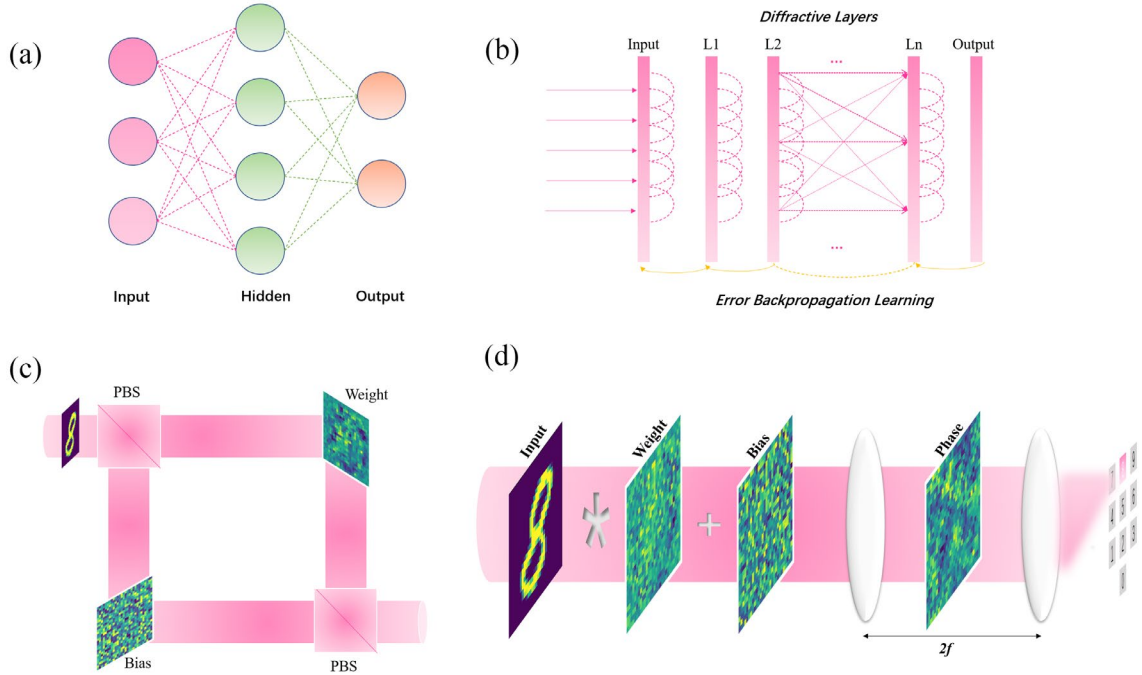 (a)
Input
Hidden
Output
(b)
Diffractive Layers
Input L1 L2 ... Ln Output
...
Error Backpropagation Learning
(c)
PBS
Weight
Bias
PBS
(d)
Input
Weight
Bias
Phase
*
+
2f